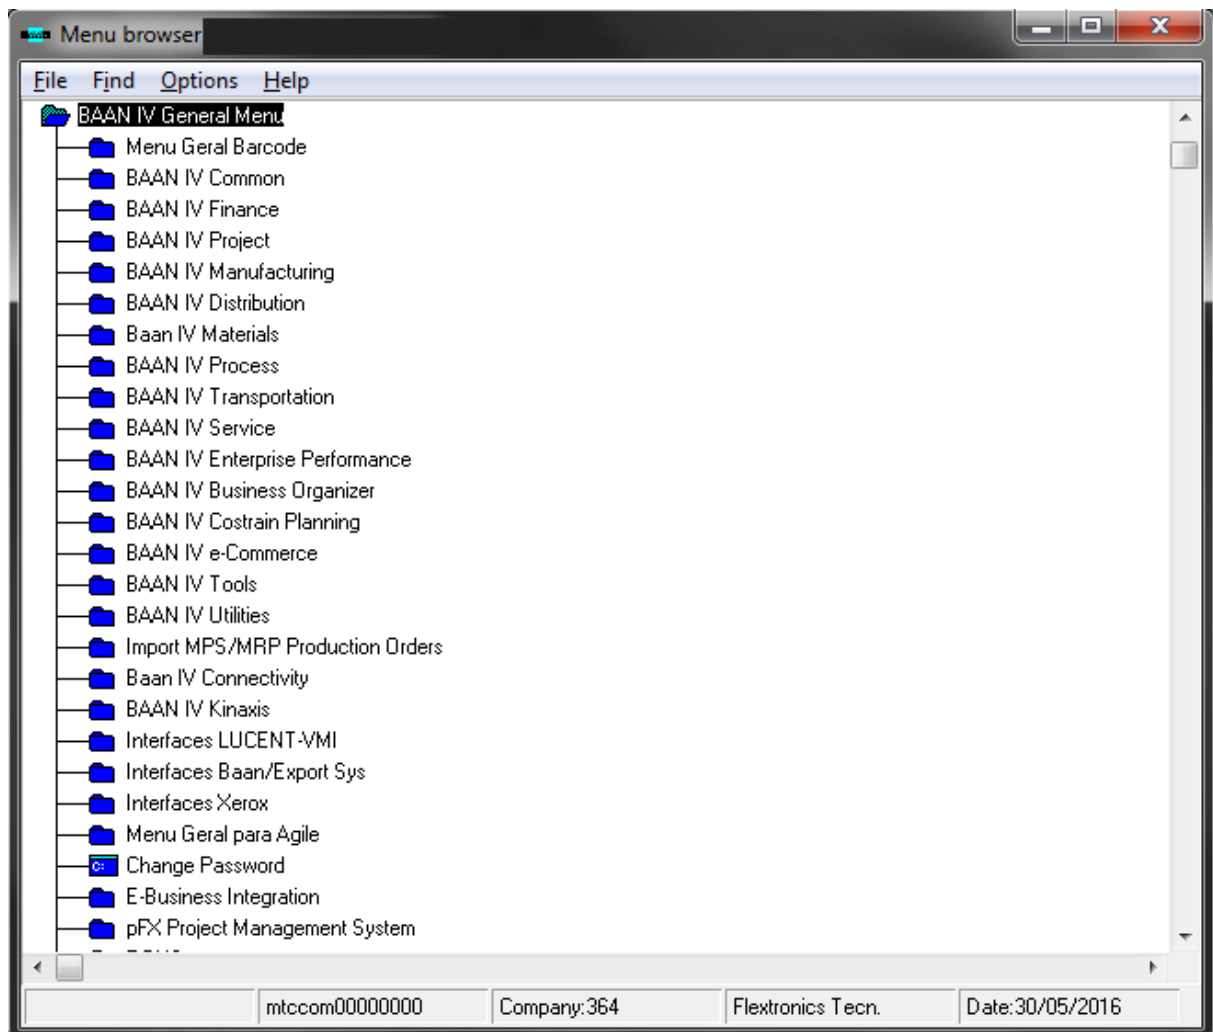 Menu browser
File Find Options Help
BAAN IV General Menu
Menu Geral Barcode
BAAN IV Common
BAAN IV Finance
BAAN IV Project
BAAN IV Manufacturing
BAAN IV Distribution
Baan IV Materials
BAAN IV Process
BAAN IV Transportation
BAAN IV Service
BAAN IV Enterprise Performance
BAAN IV Business Organizer
BAAN IV Costrain Planning
BAAN IV e-Commerce
BAAN IV Tools
BAAN IV Utilities
Import MPS/MRP Production Orders
Baan IV Connectivity
BAAN IV Kinaxis
Interfaces LUCENT-VMI
Interfaces Baan/Export Sys
Interfaces Xerox
Menu Geral para Agile
Change Password
E-Business Integration
pFX Project Management System
mtccom00000000 Company:364 Flextronics Tecn. Date:30/05/2016